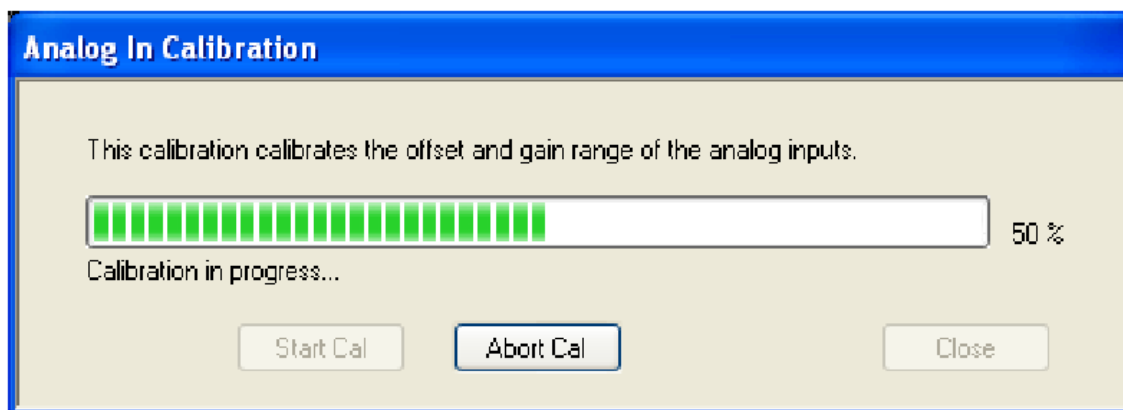 Analog In Calibration
This calibration calibrates the offset and gain range of the analog inputs.
50 %
Calibration in progress...
Start Cal
Abort Cal
Close